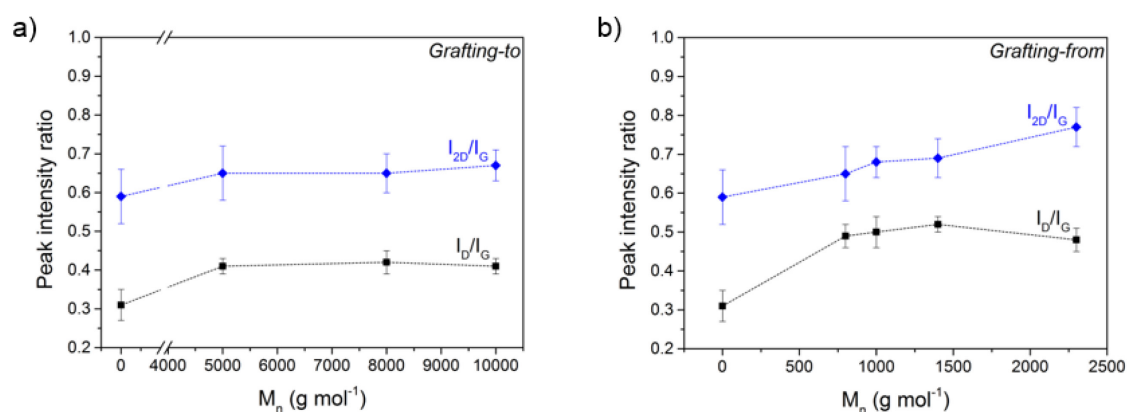 a)
Grafting-to
1.0
0.9
0.8
0.7
0.6
0.5
0.4
0.3
0.2
Peak intensity ratio
I2D/IG
ID/IG
0 4000 5000 6000 7000 8000 9000 10000
Mn (g mol-1)
b)
Grafting-from
1.0
0.9
0.8
0.7
0.6
0.5
0.4
0.3
0.2
Peak intensity ratio
I2D/IG
ID/IG
0 500 1000 1500 2000 2500
Mn (g mol-1)